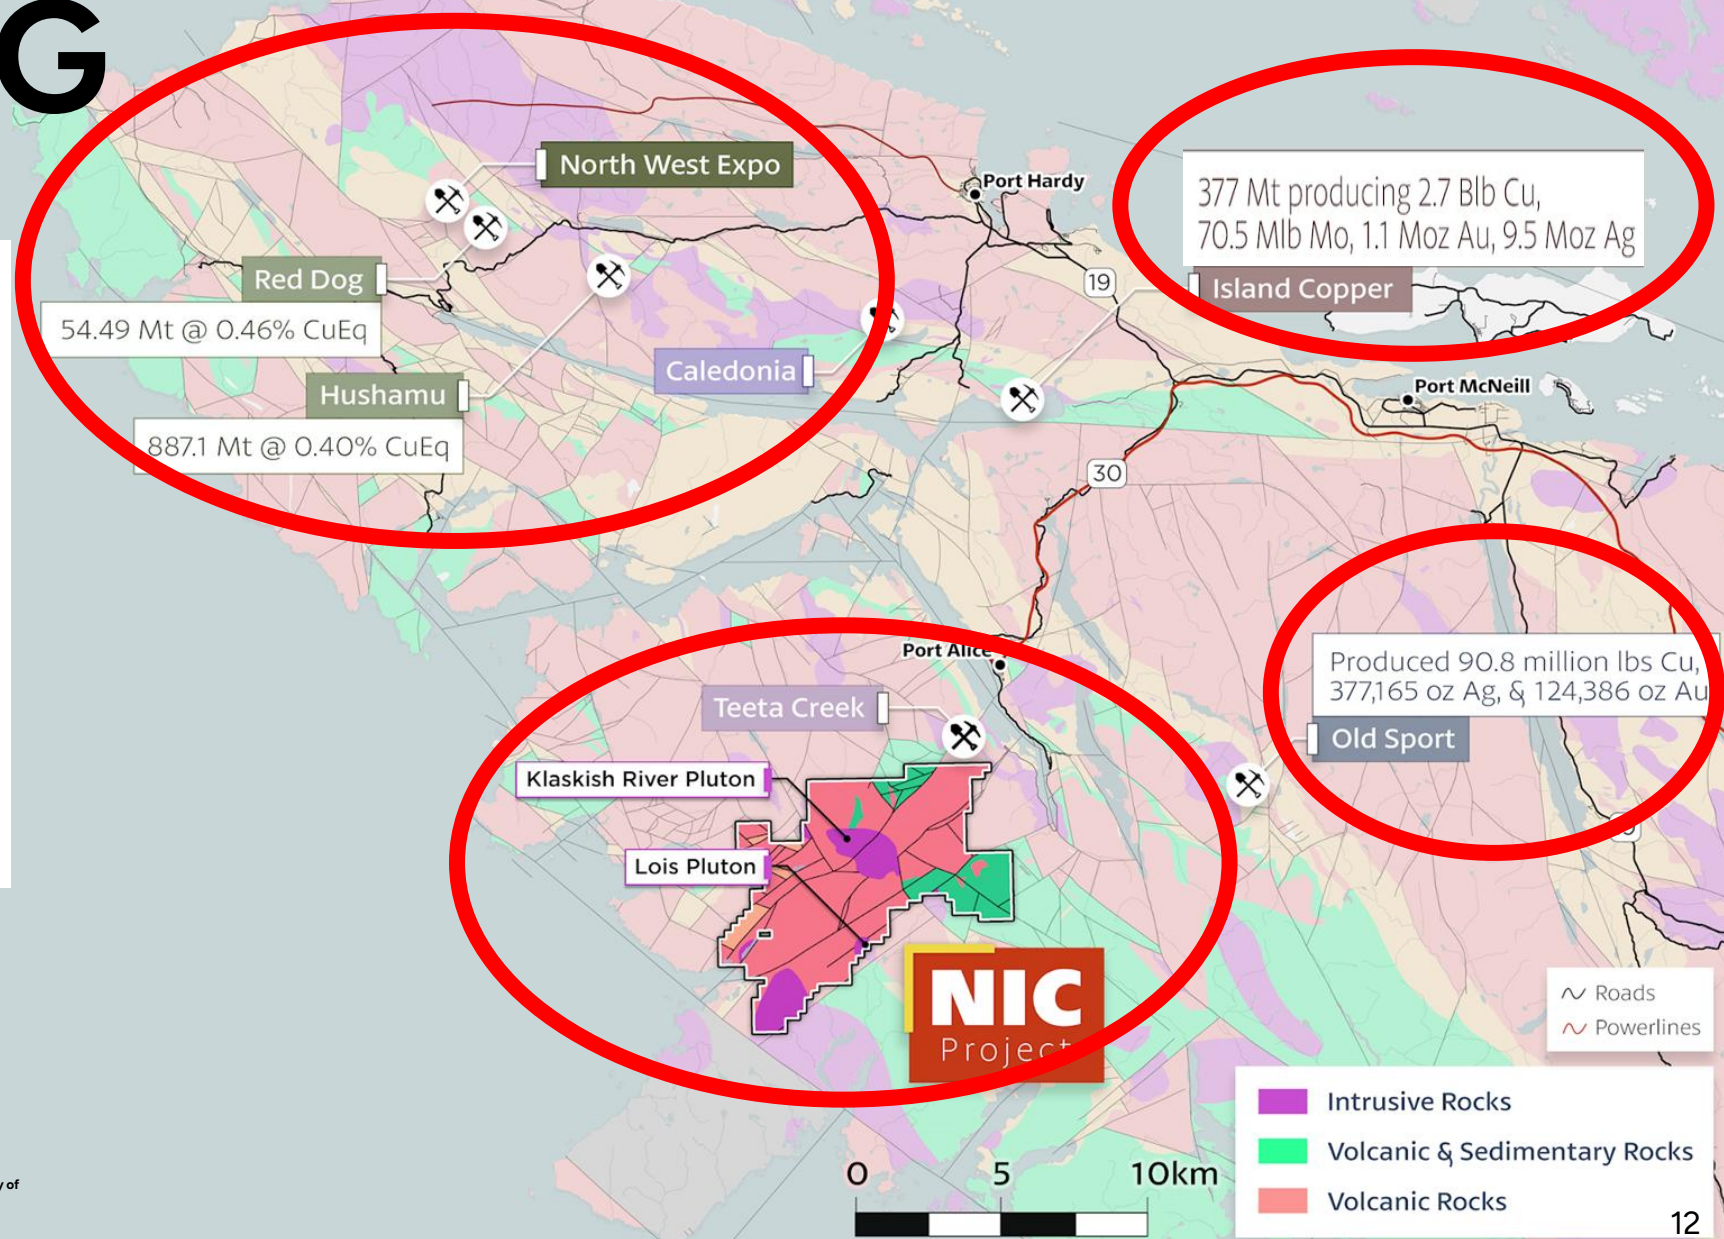 G
North West Expo
Port Hardy
377 Mt producing 2.7 Blb Cu,
70.5 Mlb Mo, 1.1 Moz Au, 9.5 Moz Ag
Red Dog
54.49 Mt @ 0.46% CuEq
19
Island Copper
Hushamu
887.1 Mt @ 0.40% CuEq
Caledonia
Port McNeill
30
Port Alice
Produced 90.8 million lbs Cu,
377,165 oz Ag, & 124,386 oz Au
Old Sport
Teeta Creek
Klaskish River Pluton
Lois Pluton
NIC
Project
Roads
Powerlines
Intrusive Rocks
Volcanic & Sedimentary Rocks
Volcanic Rocks
0 5 10km
of
12